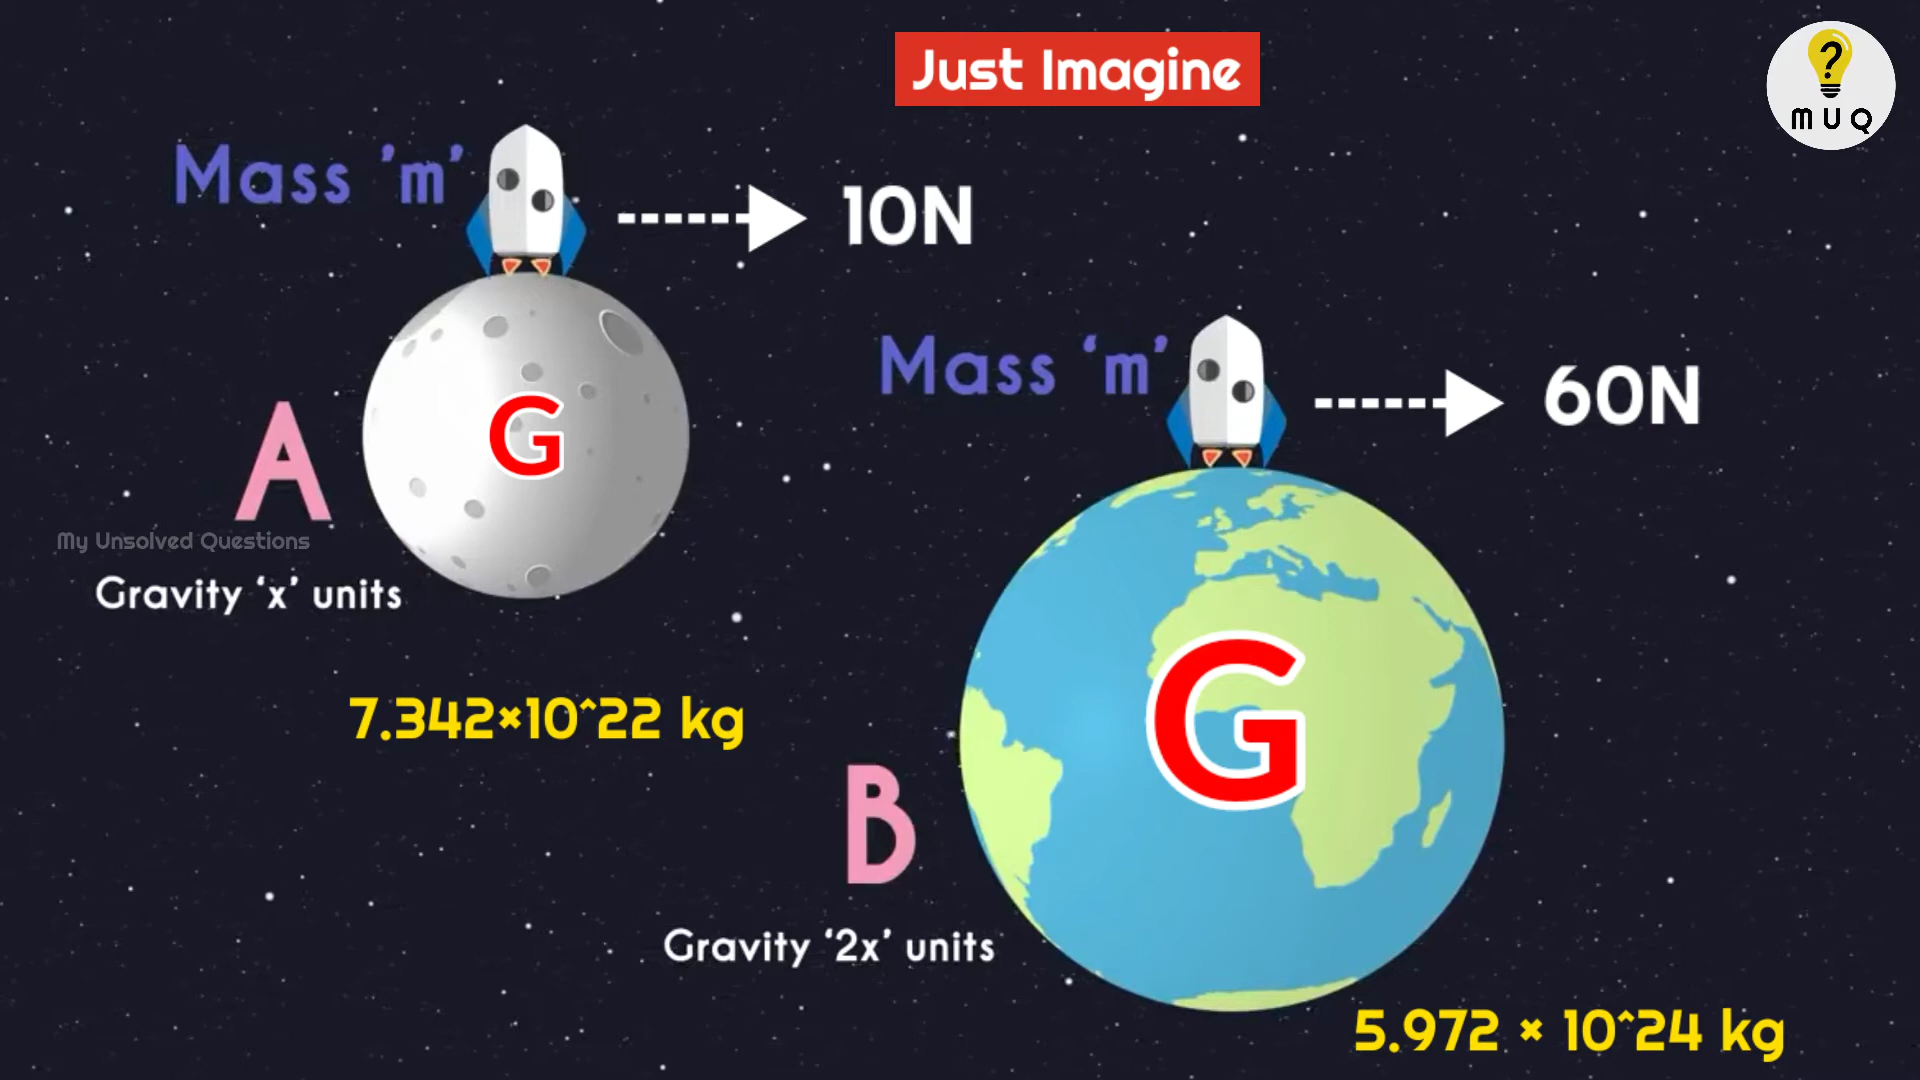 Just Imagine
?
MUQ
Mass 'm'
10N
Mass 'm'
60N
G
A
My Unsolved Questions
Gravity 'x' units
G
7.342×10^22 kg
B
Gravity '2x' units
5.972 × 10^24 kg